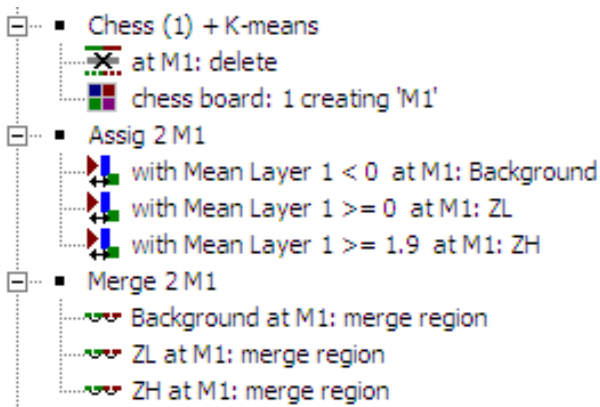 Chess (1) + K-means
at M1: delete
chess board: 1 creating 'M1'
Assig 2 M1
with Mean Layer 1 < 0 at M1: Background
with Mean Layer 1 >= 0 at M1: ZL
with Mean Layer 1 >= 1.9 at M1: ZH
Merge 2 M1
Background at M1: merge region
ZL at M1: merge region
ZH at M1: merge region